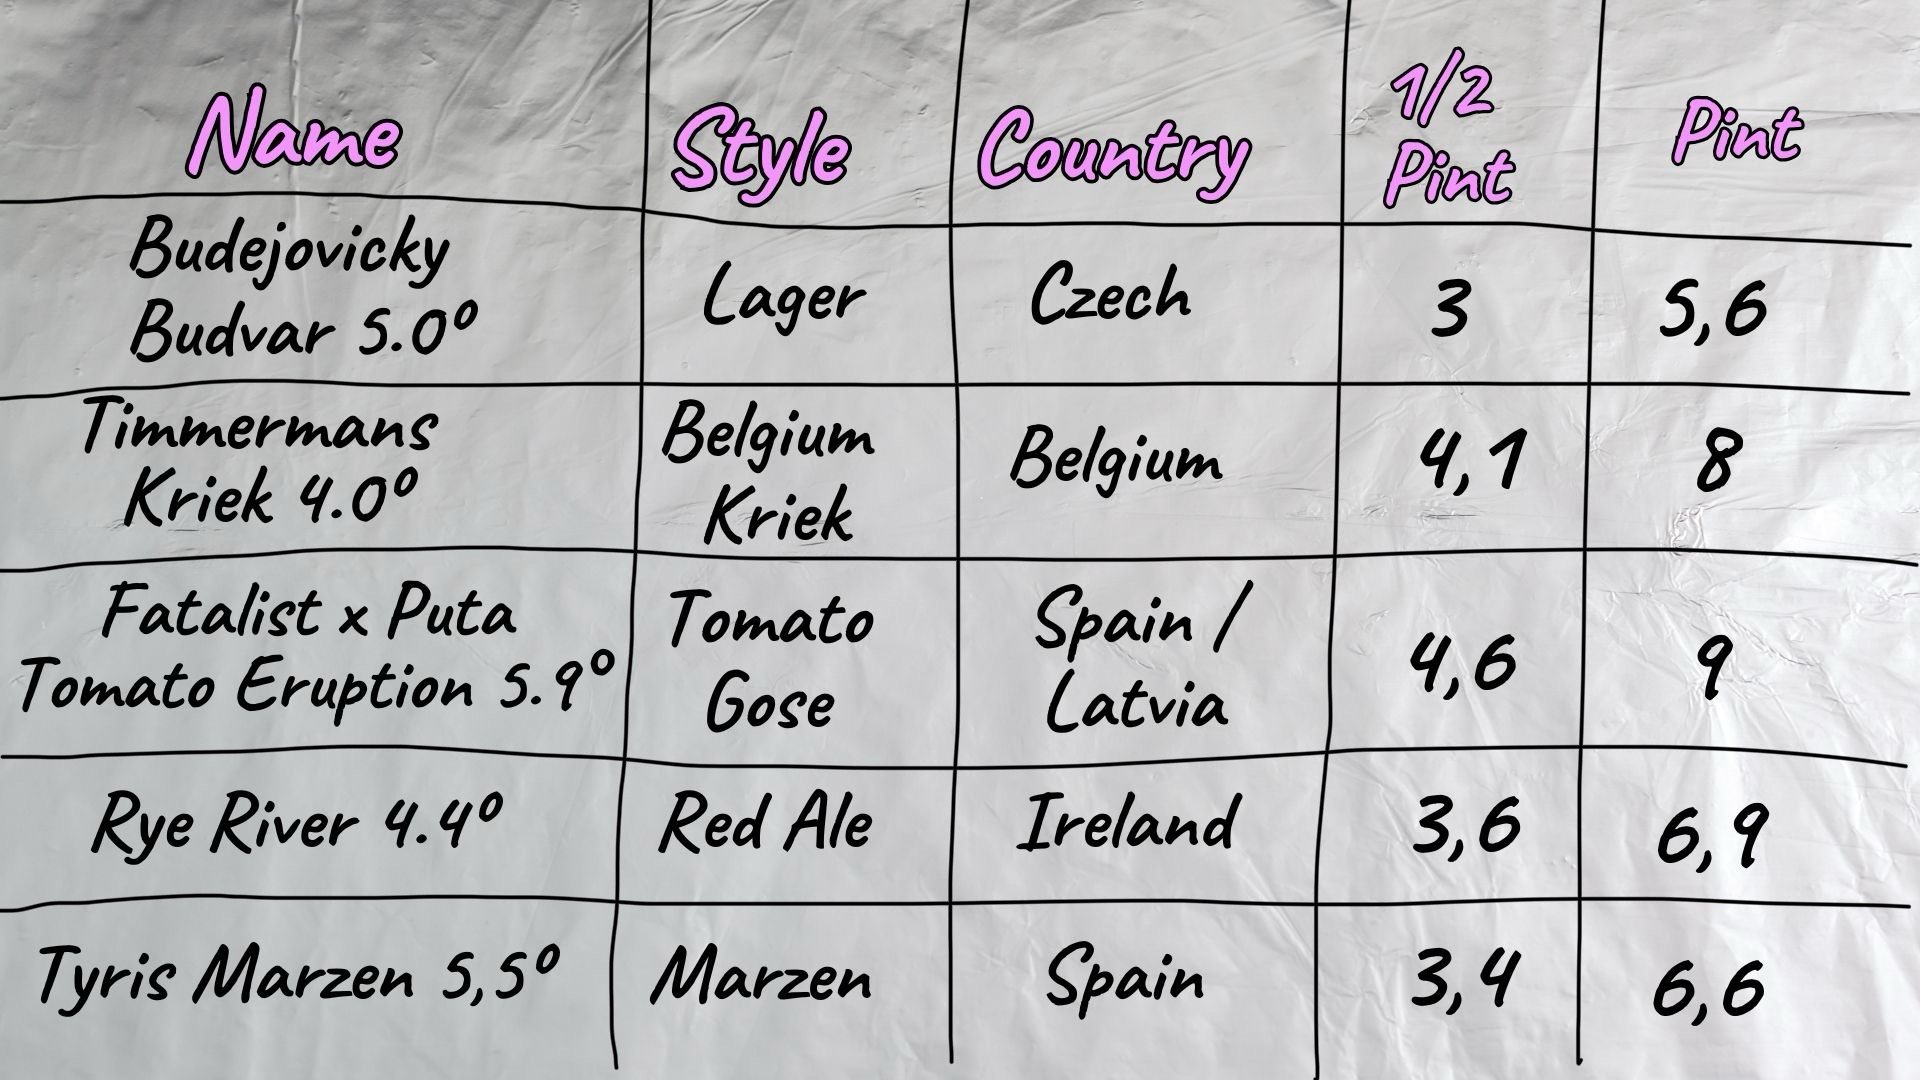 Name
Style
Country
1/2
Pint
Pint
Budejovicky
Budvar 5.0º
Lager
Czech
3
5,6
Timmermans
Kriek 4.0º
Belgium
Kriek
Belgium
4,1
8
Fatalist x Puta
Tomato Eruption 5.9º
Tomato
Gose
Spain /
Latvia
4,6
9
Rye River 4.4º
Red Ale
Ireland
3,6
6,9
Tyris Marzen 5,5º
Marzen
Spain
3,4
6,6